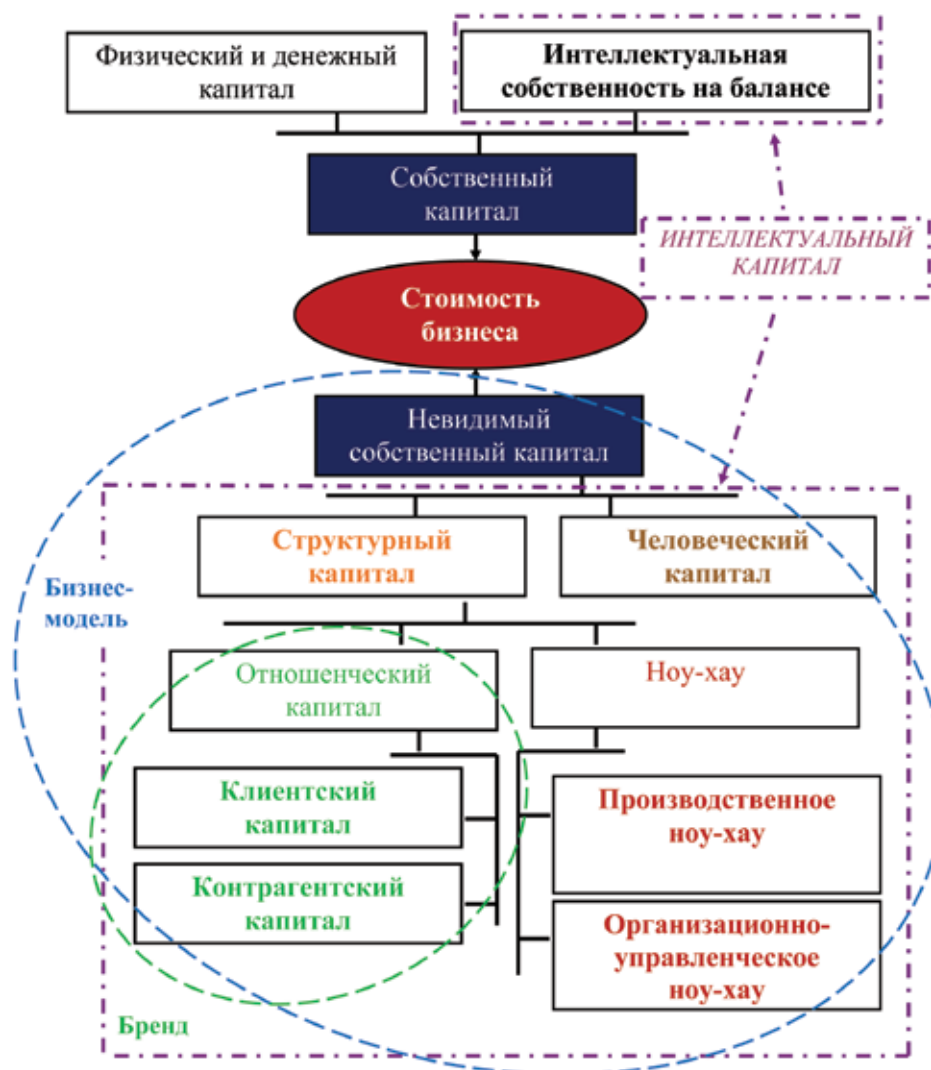 Физический и денежный
капитал
Интеллектуальная
собственность на балансе
Собственный
капитал
ИНТЕЛЛЕКТУАЛЬНЫЙ
КАПИТАЛ
Стоимость
бизнеса
Невидимый
собственный капитал
Структурный
капитал
Человеческий
капитал
Бизнес-
модель
Отношенческий
капитал
Ноу-хау
Клиентский
капитал
Производственное
ноу-хау
Контрагентский
капитал
Организационно-
управленческое
ноу-хау
Бренд